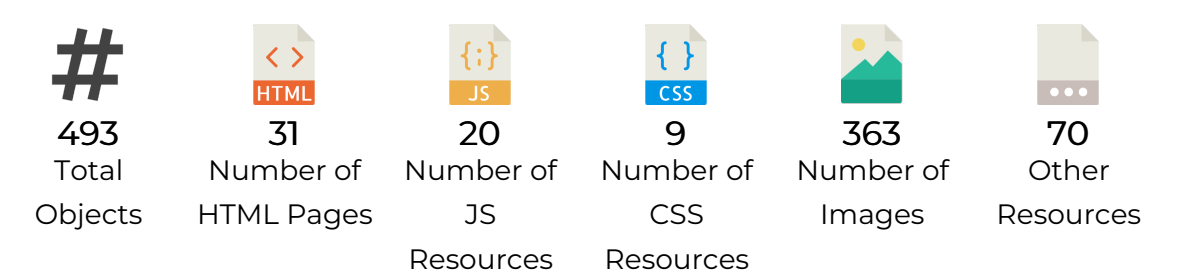 #
< >
HTML
{;}
JS
{ }
CSS
493
Total
Objects
31
Number of
HTML Pages
20
Number of
JS
Resources
9
Number of
CSS
Resources
363
Number of
Images
70
Other
Resources